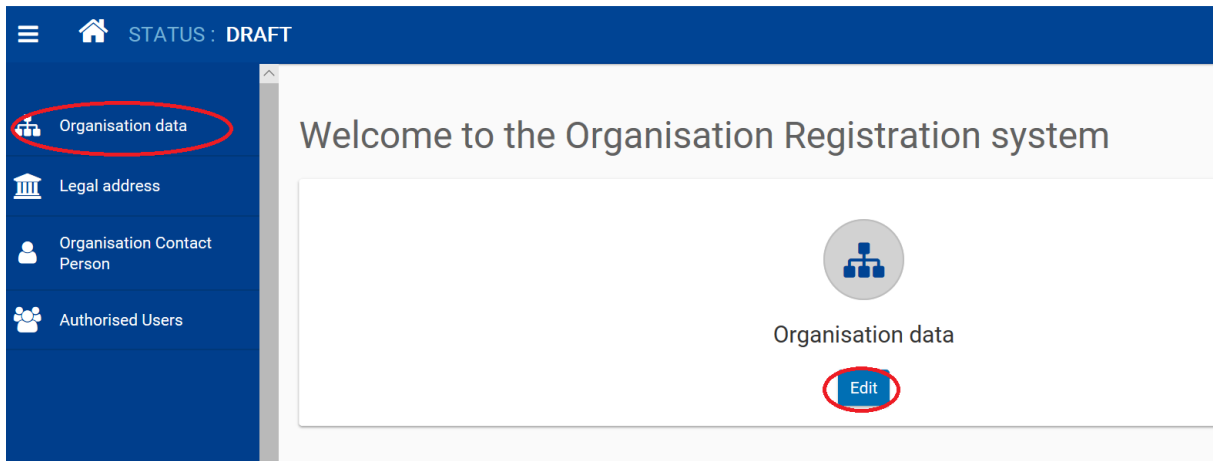 STATUS : DRAFT
Organisation data
Legal address
Organisation Contact
Person
Authorised Users
Welcome to the Organisation Registration system
Organisation data
Edit